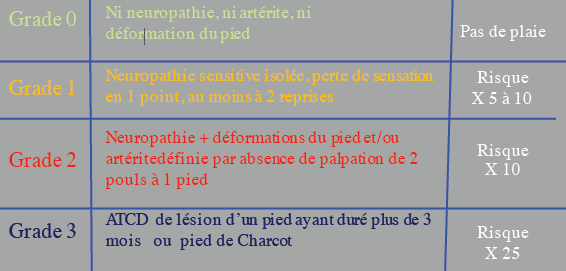 Grade 0
Ni neuropathie, ni artérite, ni
déformation du pied
Pas de plaie
Grade 1
Neuropathie sensitive isolée, perte de sensation
en 1 point, au moins à 2 reprises
Risque
X 5 à 10
Grade 2
Neuropathie + déformations du pied et/ou
artéritedéfinie par absence de palpation de 2
pouls à 1 pied
Risque
X 10
Grade 3
ATCD de lésion d'un pied ayant duré plus de 3
mois ou pied de Charcot
Risque
X 25